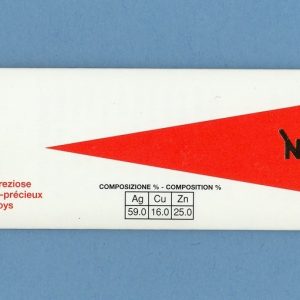 reziose
-précieux
oys
COMPOSIZIONE % - COMPOSITION %
Ag Cu Zn
59.0 16.0 25.0
N